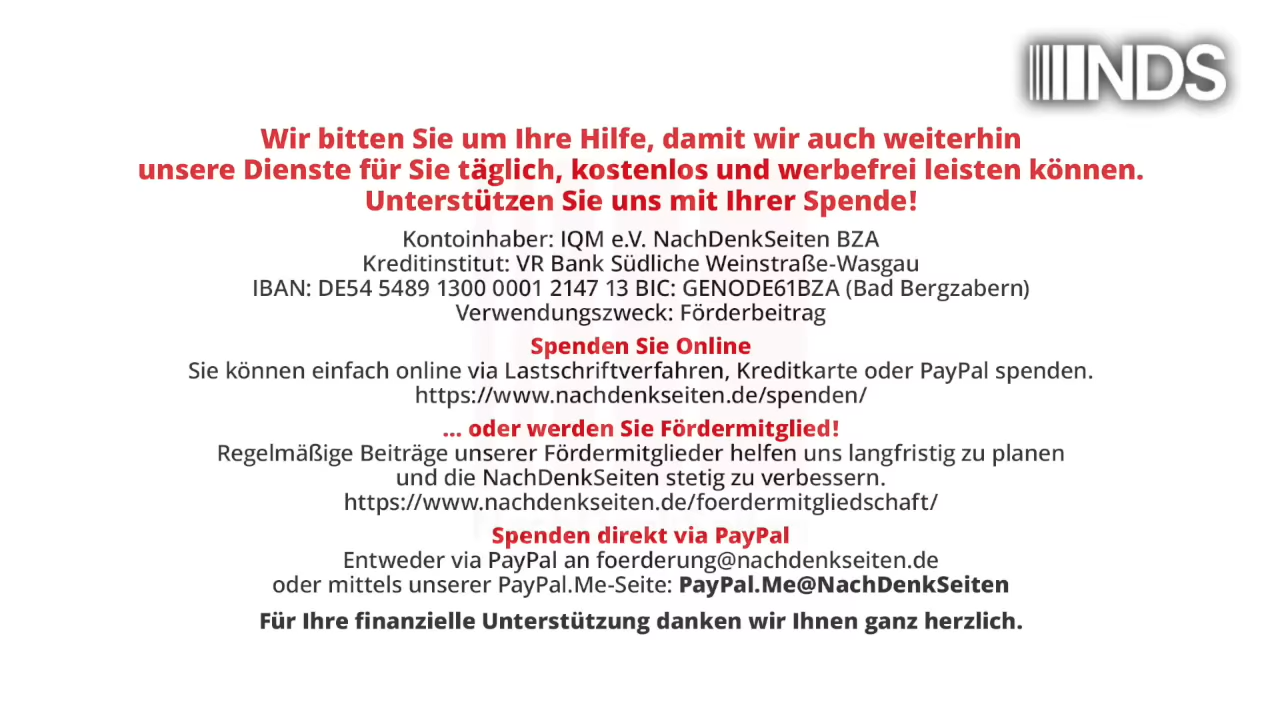 NDS
Wir bitten Sie um Ihre Hilfe, damit wir auch weiterhin
unsere Dienste für Sie täglich, kostenlos und werbefrei leisten können.
Unterstützen Sie uns mit Ihrer Spende!
Kontoinhaber: IQM e.V. NachDenkSeiten BZA
Kreditinstitut: VR Bank Südliche Weinstraße-Wasgau
IBAN: DE54 5489 1300 0001 2147 13 BIC: GENODE61BZA (Bad Bergzabern)
Verwendungszweck: Förderbeitrag
Spenden Sie Online
Sie können einfach online via Lastschriftverfahren, Kreditkarte oder PayPal spenden.
https://www.nachdenkseiten.de/spenden/
... oder werden Sie Fördermitglied!
Regelmäßige Beiträge unserer Fördermitglieder helfen uns langfristig zu planen
und die NachDenkSeiten stetig zu verbessern.
https://www.nachdenkseiten.de/foerdermitgliedschaft/
Spenden direkt via PayPal
Entweder via PayPal an foerderung@nachdenkseiten.de
oder mittels unserer PayPal.Me-Seite: PayPal.Me@NachDenkSeiten
Für Ihre finanzielle Unterstützung danken wir Ihnen ganz herzlich.